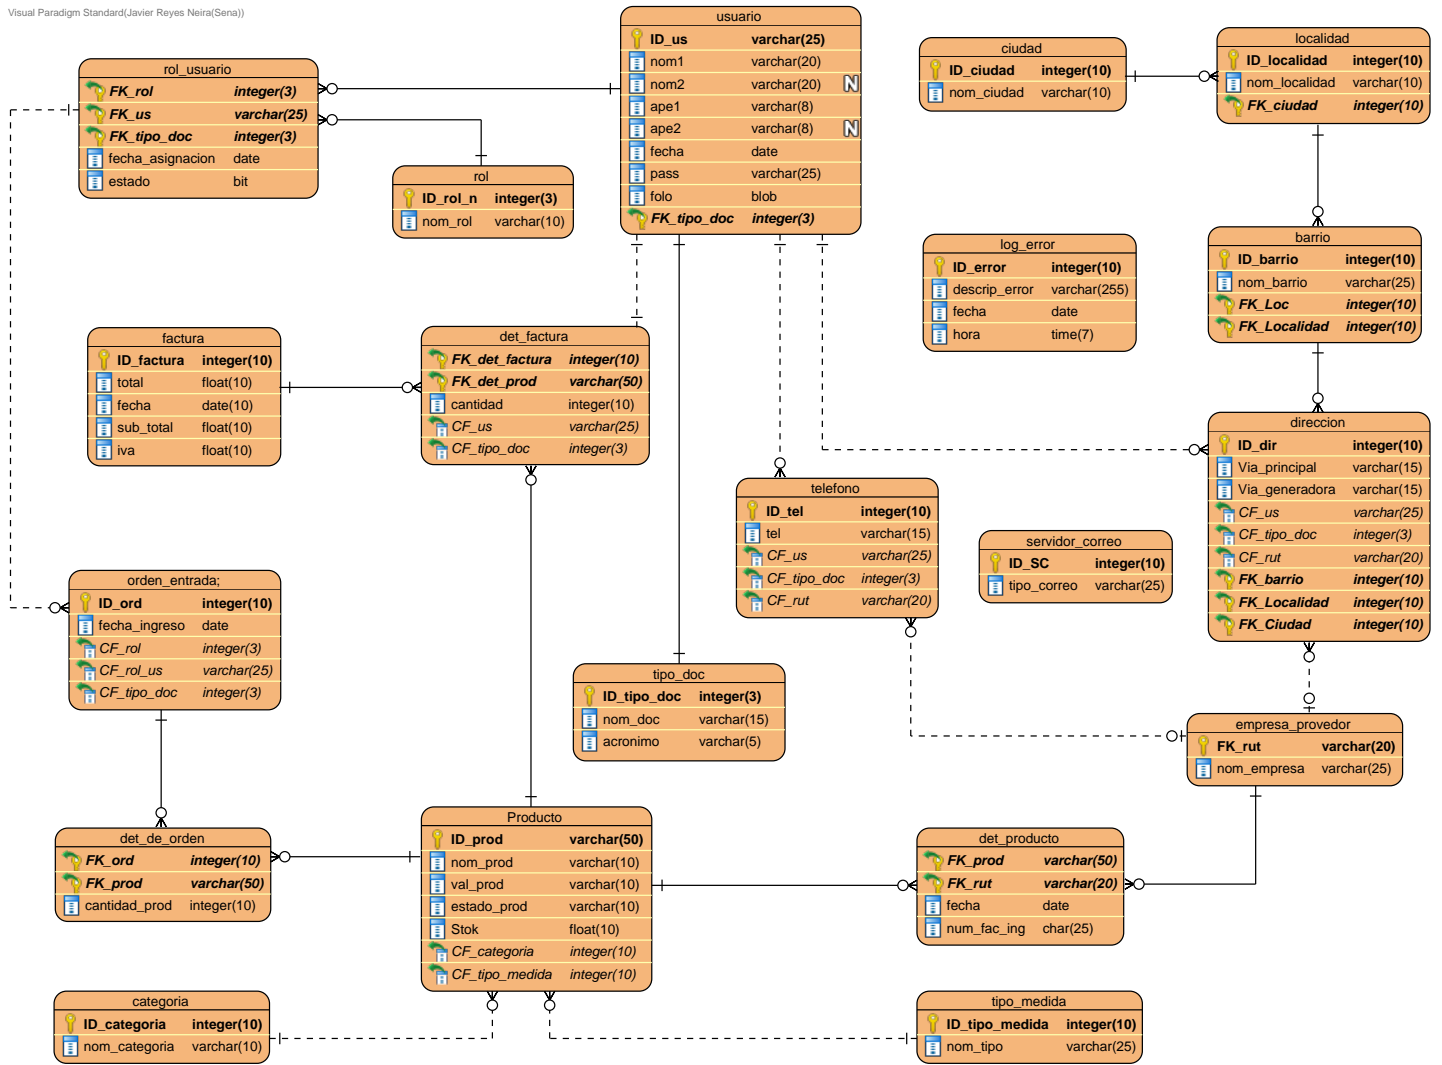 Visual Paradigm Standard(Javier Reyes Neira(Sena))
usuario
ID_us varchar(25)
nom1 varchar(20)
nom2 varchar(20) N
ape1 varchar(8)
ape2 varchar(8) N
fecha date
pass varchar(25)
folo blob
FK_tipo_doc integer(3)
ciudad
ID_ciudad integer(10)
nom_ciudad varchar(10)
localidad
ID_localidad integer(10)
nom_localidad varchar(10)
FK_ciudad integer(10)
rol_usuario
FK_rol integer(3)
FK_us varchar(25)
FK_tipo_doc integer(3)
fecha_asignacion date
estado bit
rol
ID_rol_n integer(3)
nom_rol varchar(10)
log_error
ID_error integer(10)
descrip_error varchar(255)
fecha date
hora time(7)
barrio
ID_barrio integer(10)
nom_barrio varchar(25)
FK_Loc integer(10)
FK_Localidad integer(10)
factura
ID_factura integer(10)
total float(10)
fecha date(10)
sub_total float(10)
iva float(10)
det_factura
FK_det_factura integer(10)
FK_det_prod varchar(50)
cantidad integer(10)
CF_us varchar(25)
CF_tipo_doc integer(3)
direccion
ID_dir integer(10)
Via_principal varchar(15)
Via_generadora varchar(15)
CF_us varchar(25)
CF_tipo_doc integer(3)
CF_rut varchar(20)
FK_barrio integer(10)
FK_Localidad integer(10)
FK_Ciudad integer(10)
telefono
ID_tel integer(10)
tel varchar(15)
CF_us varchar(25)
CF_tipo_doc integer(3)
CF_rut varchar(20)
servidor_correo
ID_SC integer(10)
tipo_correo varchar(25)
orden_entrada;
ID_ord integer(10)
fecha_ingreso date
CF_rol integer(3)
CF_rol_us varchar(25)
CF_tipo_doc integer(3)
tipo_doc
ID_tipo_doc integer(3)
nom_doc varchar(15)
acronimo varchar(5)
empresa_provedor
FK_rut varchar(20)
nom_empresa varchar(25)
det_de_orden
FK_ord integer(10)
FK_prod varchar(50)
cantidad_prod integer(10)
Producto
ID_prod varchar(50)
nom_prod varchar(10)
val_prod varchar(10)
estado_prod varchar(10)
Stok float(10)
CF_categoria integer(10)
CF_tipo_medida integer(10)
det_producto
FK_prod varchar(50)
FK_rut varchar(20)
fecha date
num_fac_ing char(25)
categoria
ID_categoria integer(10)
nom_categoria varchar(10)
tipo_medida
ID_tipo_medida integer(10)
nom_tipo varchar(25)